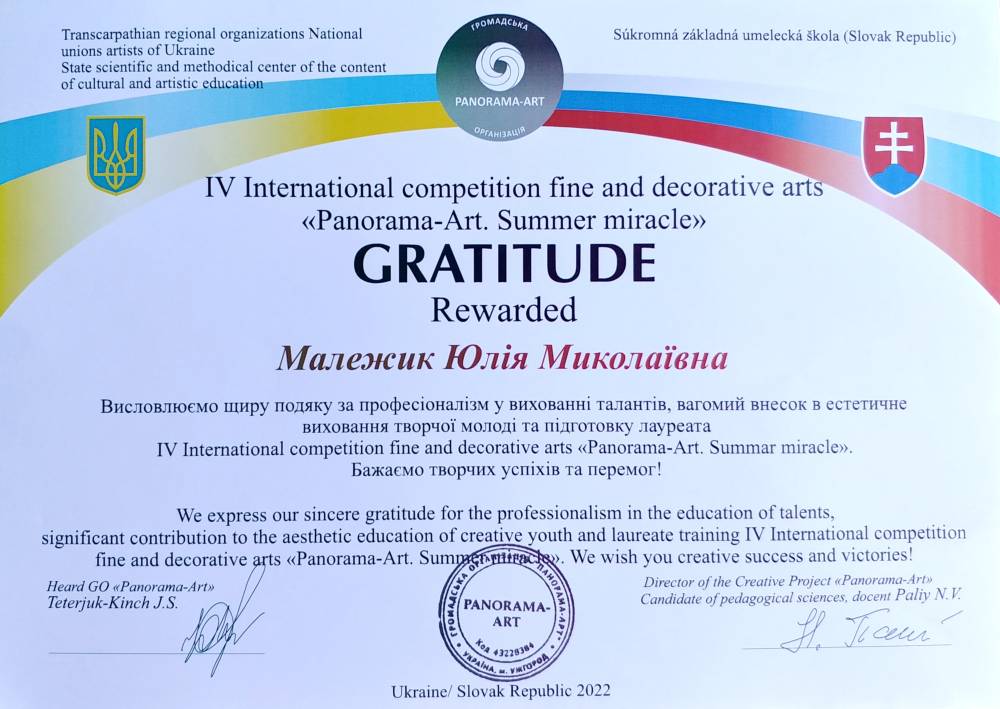 Transcarpathian regional organizations National
unions artists of Ukraine
State scientific and methodical center of the content
of cultural and artistic education
ГРОМАДСЬКА
PANORAMA-ART
ОРГАНІЗАЦІЯ
Súkromná základná umelecká škola (Slovak Republic)
IV International competition fine and decorative arts
«Panorama-Art. Summer miracle»
GRATITUDE
Rewarded
Малежик Юлія Миколаївна
Висловлюємо щиру подяку за професіоналізм у вихованні талантів, вагомий внесок в естетичне
виховання творчої молоді та підготовку лауреата
IV International competition fine and decorative arts «Panorama-Art. Summar miracle».
Бажаємо творчих успіхів та перемог!
We express our sincere gratitude for the professionalism in the education of talents,
significant contribution to the aesthetic education of creative youth and laureate training IV International competition
fine and decorative arts «Panorama-Art. Summer miracle». We wish you creative success and victories!
Heard GO «Panorama-Art»
Teterjuk-Kinch J.S.
ГРОМАДСЬКА ОРГАНІЗАЦІЯ "ПАНОРАМА-АРТ"
PANORAMA-
ART
Код 43228384
УКРАЇНА, м. УЖГОРОД
Director of the Creative Project «Panorama-Art»
Candidate of pedagogical sciences, docent Paliy N.V.
Ukraine/ Slovak Republic 2022